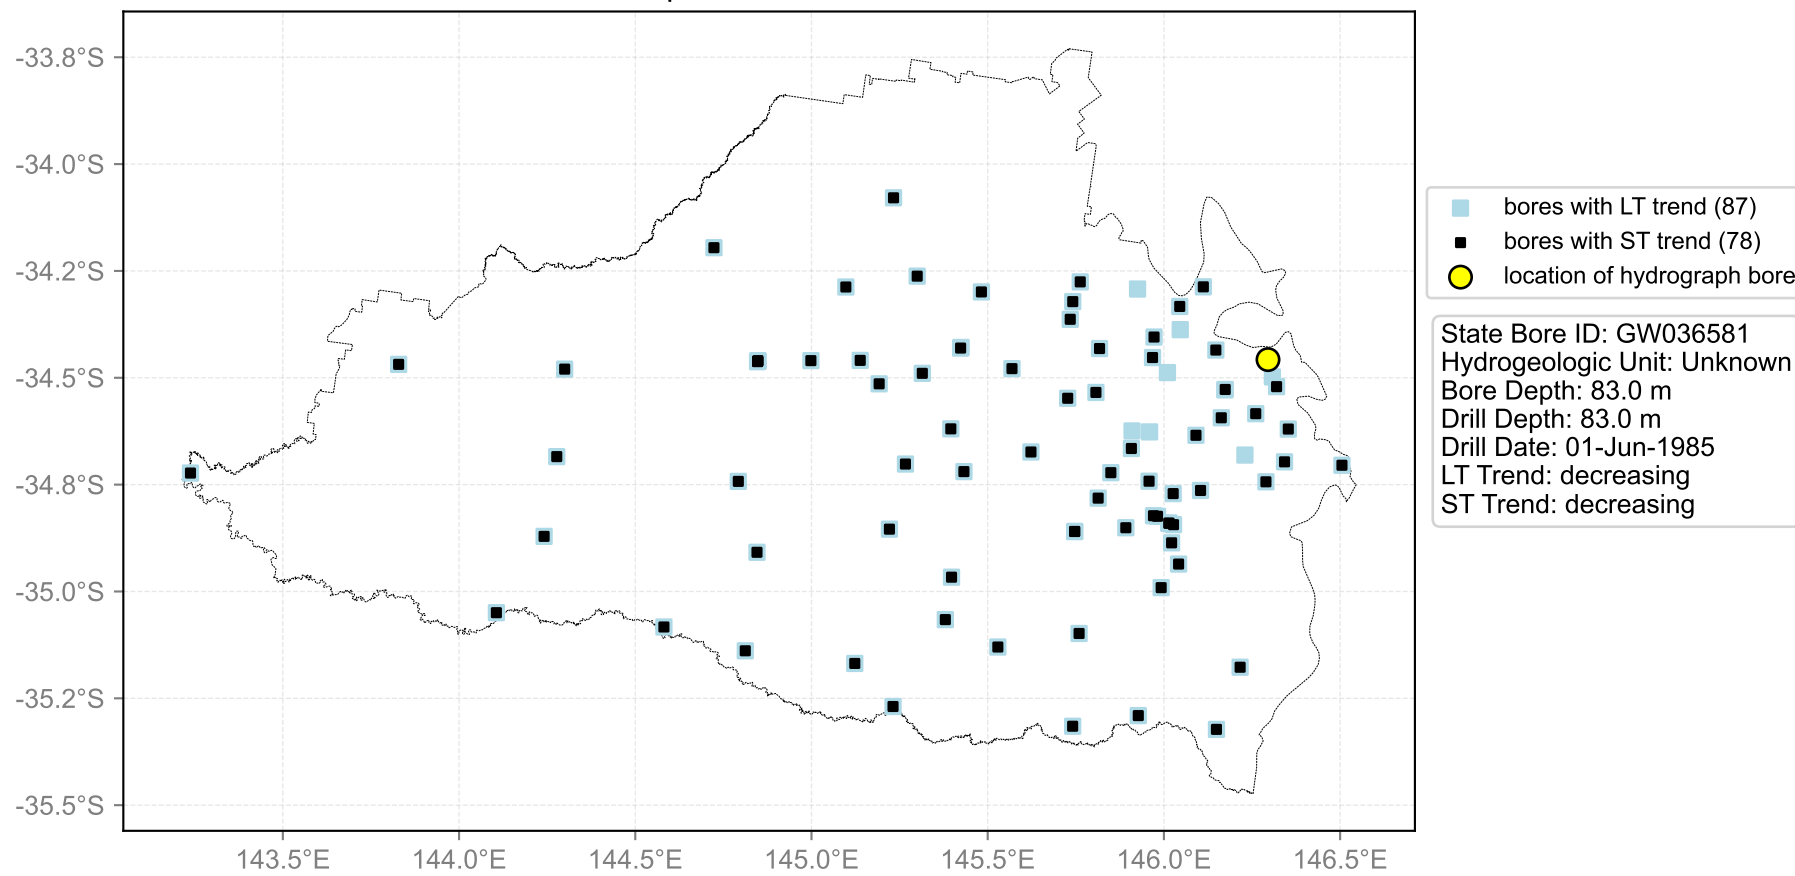 -33.8°S
-34.0°S
-34.2°S
-34.5°S
-34.8°S
-35.0°S
-35.2°S
-35.5°S
143.5°E
144.0°E
144.5°E
145.0°E
145.5°E
146.0°E
146.5°E
bores with LT trend (87)
bores with ST trend (78)
location of hydrograph bore
State Bore ID: GW036581
Hydrogeologic Unit: Unknown
Bore Depth: 83.0 m
Drill Depth: 83.0 m
Drill Date: 01-Jun-1985
LT Trend: decreasing
ST Trend: decreasing